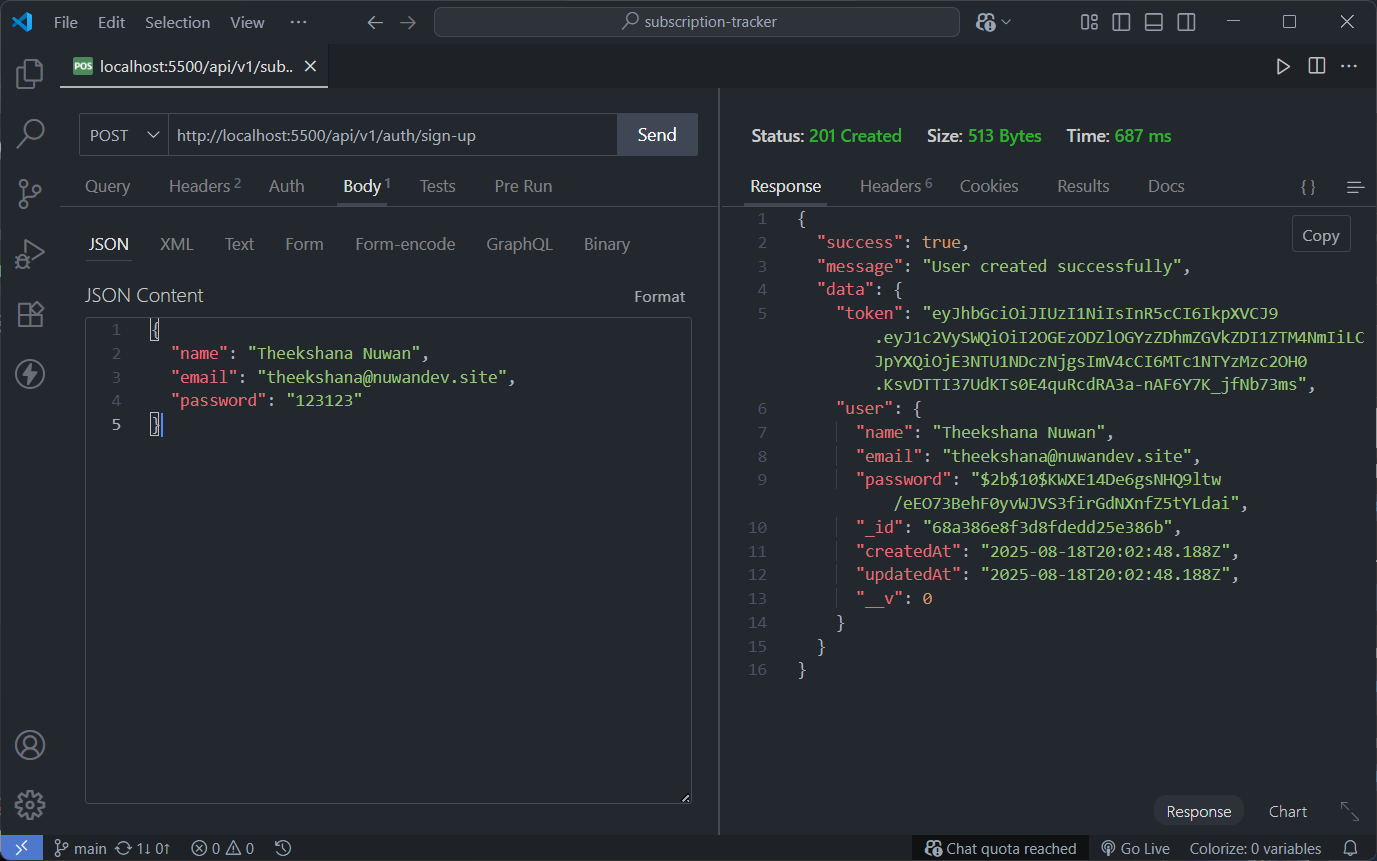 File Edit Selection View ··· subscription-tracker
POS localhost:5500/api/v1/sub..
POST http://localhost:5500/api/v1/auth/sign-up Send
Query Headers 2 Auth Body 1 Tests Pre Run
JSON XML Text Form Form-encode GraphQL Binary
JSON Content Format
1 {
2 "name": "Theekshana Nuwan",
3 "email": "theekshana@nuwandev.site",
4 "password": "123123"
5 }
Status: 201 Created Size: 513 Bytes Time: 687 ms
Response Headers 6 Cookies Results Docs { }
Copy
1 {
2 "success": true,
3 "message": "User created successfully",
4 "data": {
5 "token": "eyJhbGciOiJIUzI1NiIsInR5cCI6IkpXVCJ9
.eyJ1c2VySWQiOiI2OGEzODZlOGYzZDhmZGVkZDI1ZTM4NmIiLC
JpYXQiOjE3NTU1NDczNjgsImV4cCI6MTc1NTYzMzc2OH0
.KsvDTTI37UdKTs0E4quRcdRA3a-nAF6Y7K_jfNb73ms",
6 "user": {
7 "name": "Theekshana Nuwan",
8 "email": "theekshana@nuwandev.site",
9 "password": "$2b$10$KWXE14De6gsNHQ9ltw
/eEO73BehF0yvWJVS3firGdNXnfZ5tYLdai",
10 "_id": "68a386e8f3d8fdedd25e386b",
11 "createdAt": "2025-08-18T20:02:48.188Z",
12 "updatedAt": "2025-08-18T20:02:48.188Z",
13 "__v": 0
14 }
15 }
16 }
Response Chart
main 1↓ 0↑ 0 0 Chat quota reached Go Live Colorize: 0 variables